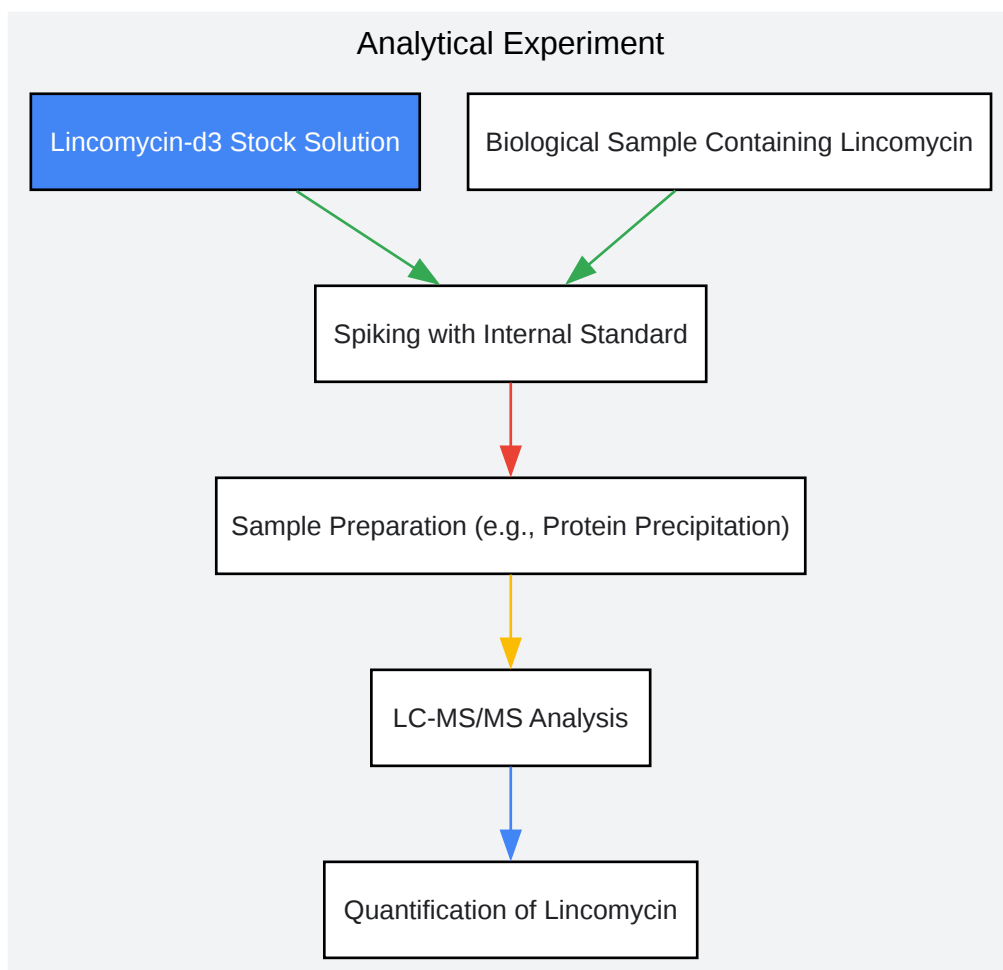 Analytical Experiment
Lincomycin-d3 Stock Solution
Biological Sample Containing Lincomycin
Spiking with Internal Standard
Sample Preparation (e.g., Protein Precipitation)
LC-MS/MS Analysis
Quantification of Lincomycin